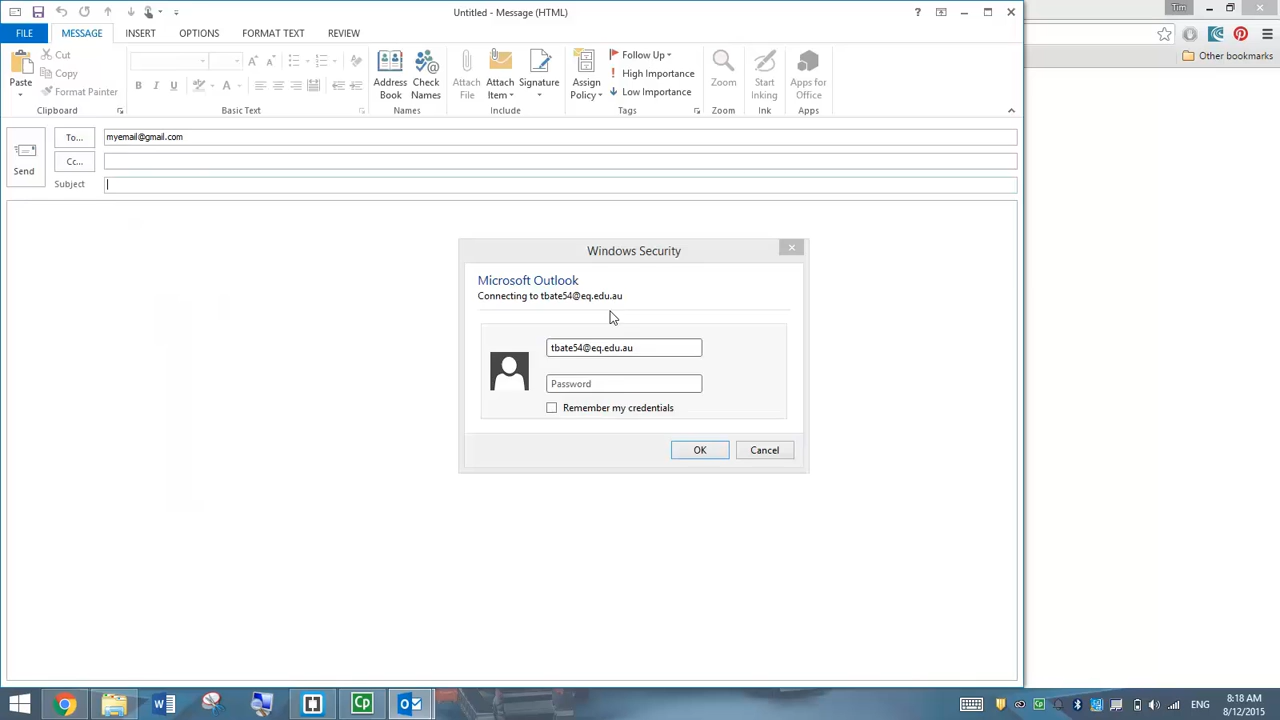 Untitled - Message (HTML)
Tim
FILE
MESSAGE
INSERT
OPTIONS
FORMAT TEXT
REVIEW
Other bookmarks
Paste
Cut
Copy
Format Painter
Clipboard
B I U
A
Basic Text
Address Book
Check Names
Names
Attach File
Attach Item
Signature
Include
Assign Policy
Follow Up
High Importance
Low Importance
Tags
Zoom
Zoom
Start Inking
Ink
Apps for Office
Apps
Send
To...
myemail@gmail.com
Cc...
Subject
Windows Security
Microsoft Outlook
Connecting to tbate54@eq.edu.au
tbate54@eq.edu.au
Password
Remember my credentials
OK
Cancel
Cp
ENG
8:18 AM
8/12/2015